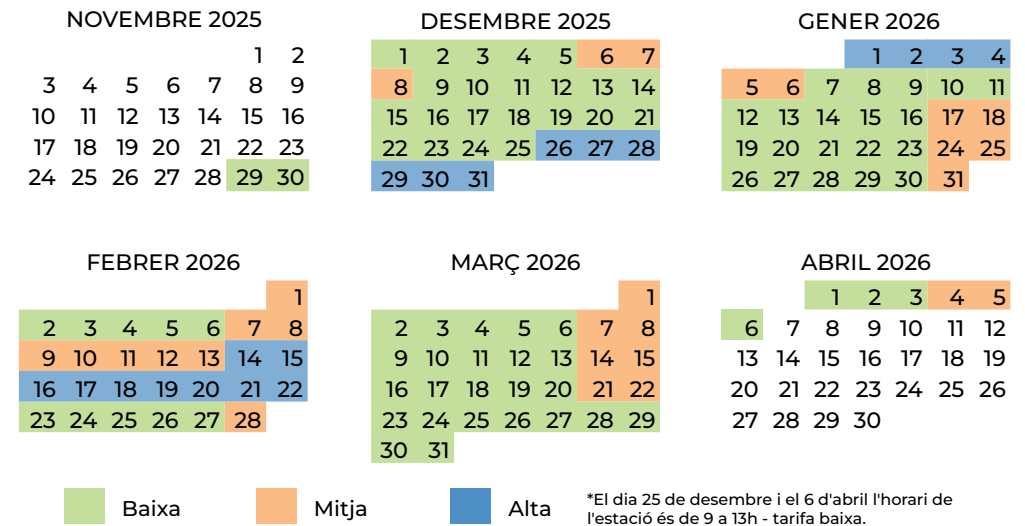 NOVEMBRE 2025
1 2
3 4 5 6 7 8 9
10 11 12 13 14 15 16
17 18 19 20 21 22 23
24 25 26 27 28 29 30
DESEMBRE 2025
1 2 3 4 5 6 7
8 9 10 11 12 13 14
15 16 17 18 19 20 21
22 23 24 25 26 27 28
29 30 31
GENER 2026
1 2 3 4
5 6 7 8 9 10 11
12 13 14 15 16 17 18
19 20 21 22 23 24 25
26 27 28 29 30 31
FEBRER 2026
1
2 3 4 5 6 7 8
9 10 11 12 13 14 15
16 17 18 19 20 21 22
23 24 25 26 27 28
MARÇ 2026
1
2 3 4 5 6 7 8
9 10 11 12 13 14 15
16 17 18 19 20 21 22
23 24 25 26 27 28 29
30 31
ABRIL 2026
1 2 3 4 5
6 7 8 9 10 11 12
13 14 15 16 17 18 19
20 21 22 23 24 25 26
27 28 29 30
Baixa
Mitja
Alta
*El dia 25 de desembre i el 6 d'abril l'horari de
l'estació és de 9 a 13h - tarifa baixa.